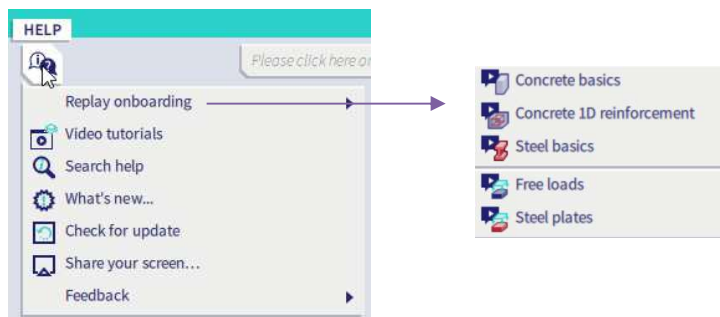 HELP
Please click here or
Replay onboarding
Video tutorials
Search help
What's new...
Check for update
Share your screen...
Feedback
Concrete basics
Concrete 1D reinforcement
Steel basics
Free loads
Steel plates